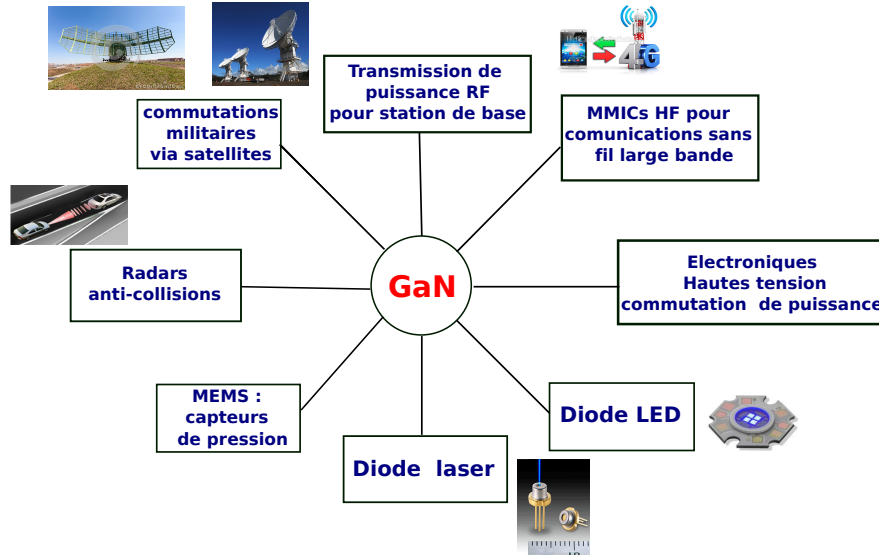 Transmission de
puissance RF
pour station de base
4G
commutations
militaires
via satellites
MMICs HF pour
comunications sans
fil large bande
Radars
anti-collisions
GaN
Electroniques
Hautes tension
commutation de puissance
MEMS :
capteurs
de pression
Diode LED
Diode laser